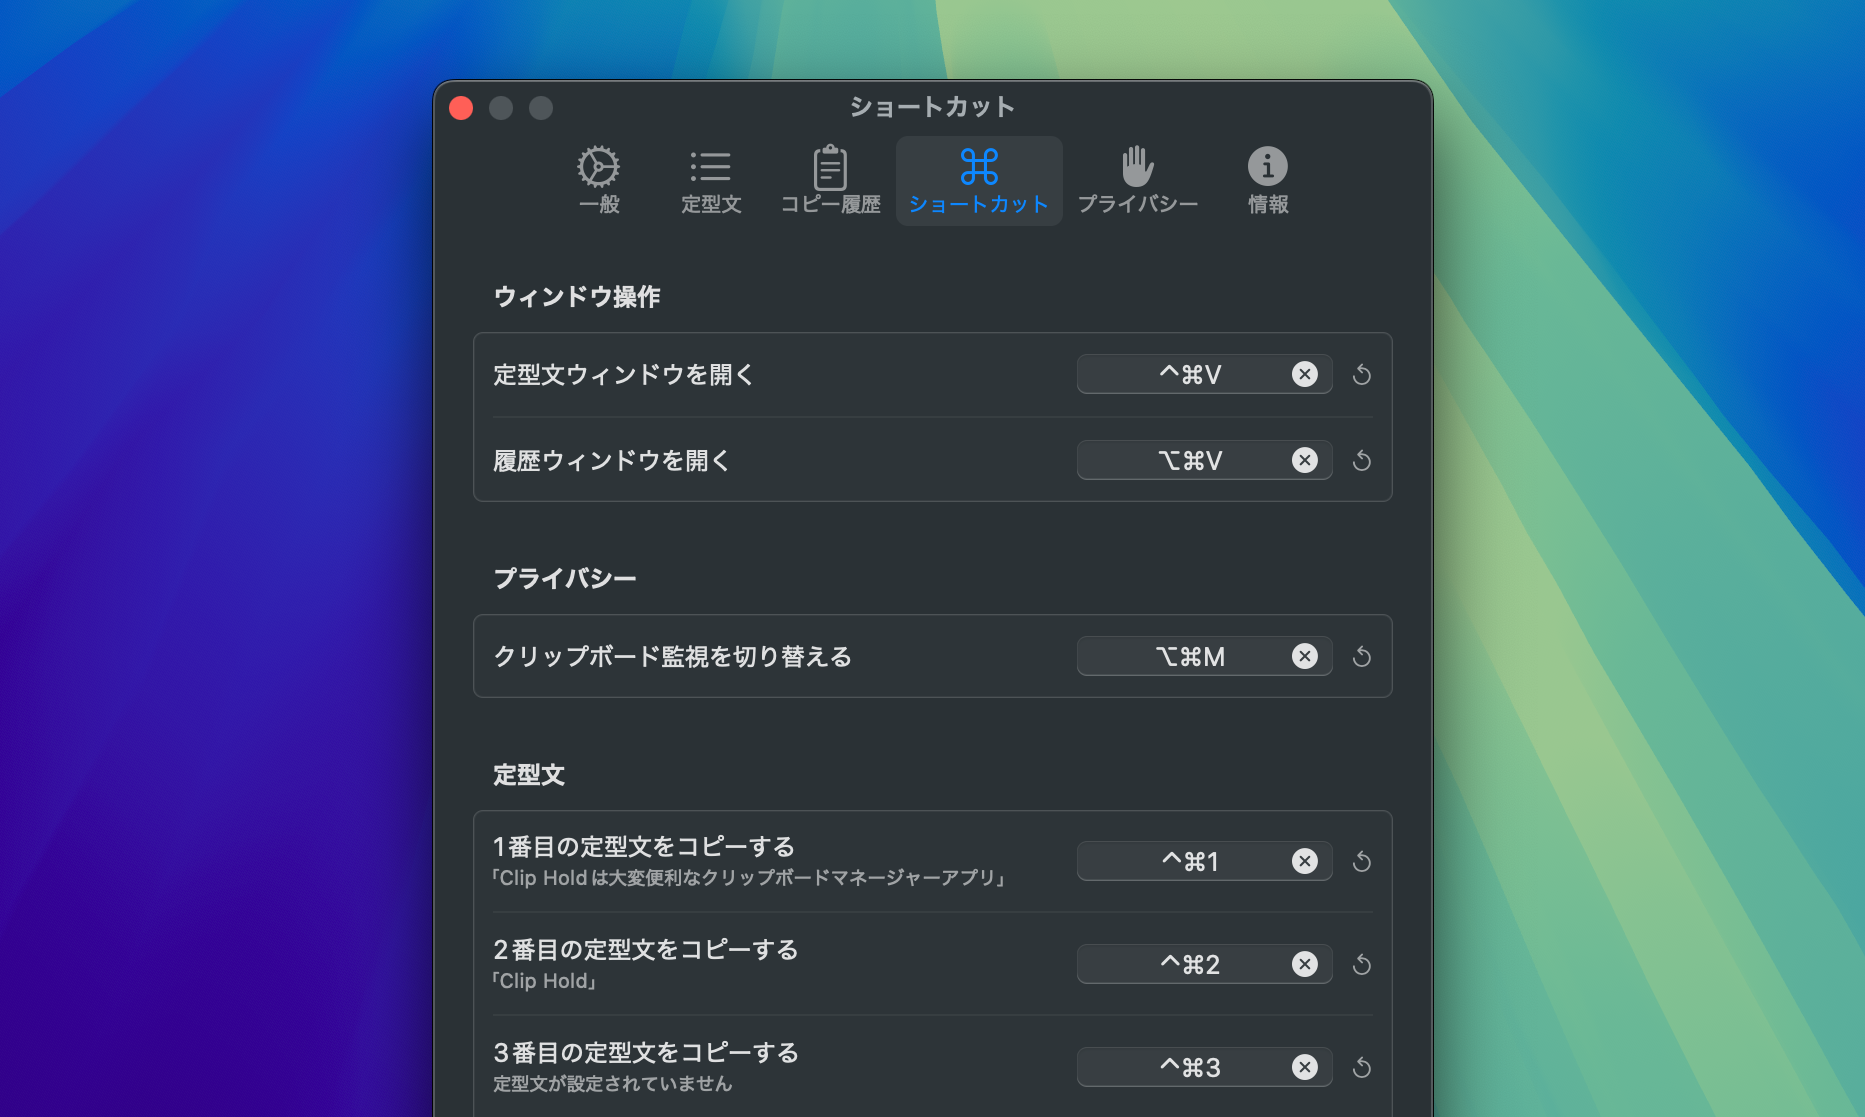 ショートカット
一般
定型文
コピー履歴
ショートカット
プライバシー
情報
ウィンドウ操作
定型文ウィンドウを開く
^⌘V
履歴ウィンドウを開く
⌥⌘V
プライバシー
クリップボード監視を切り替える
⌥⌘M
定型文
1番目の定型文をコピーする
^⌘1
「Clip Holdは大変便利なクリップボードマネージャーアプリ」
2番目の定型文をコピーする
^⌘2
「Clip Hold」
3番目の定型文をコピーする
^⌘3
定型文が設定されていません